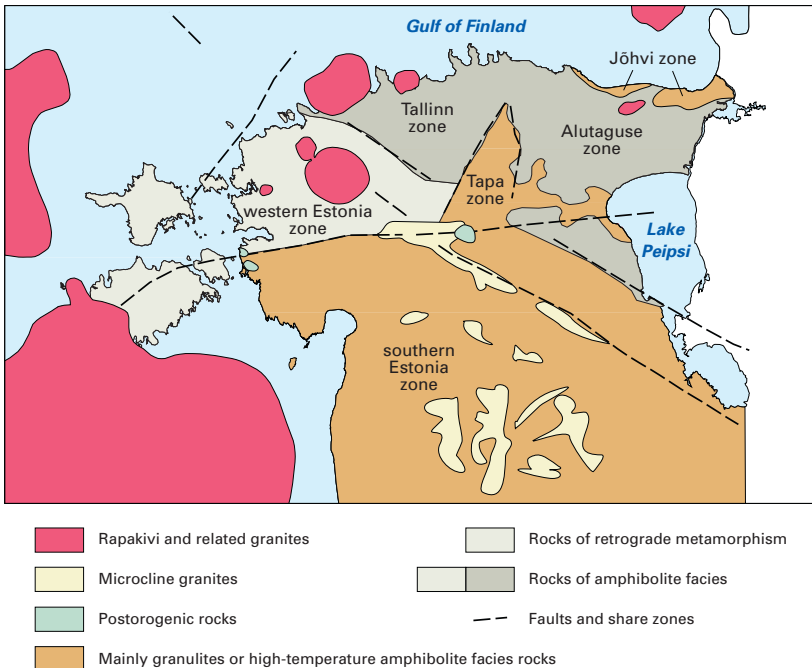 Gulf of Finland
Jõhvi zone
Tallinn
zone
Alutaguse
zone
Tapa
zone
western Estonia
zone
Lake
Peipsi
southern
Estonia
zone
Rapakivi and related granites
Microcline granites
Postorogenic rocks
Mainly granulites or high-temperature amphibolite facies rocks
Rocks of retrograde metamorphism
Rocks of amphibolite facies
Faults and share zones